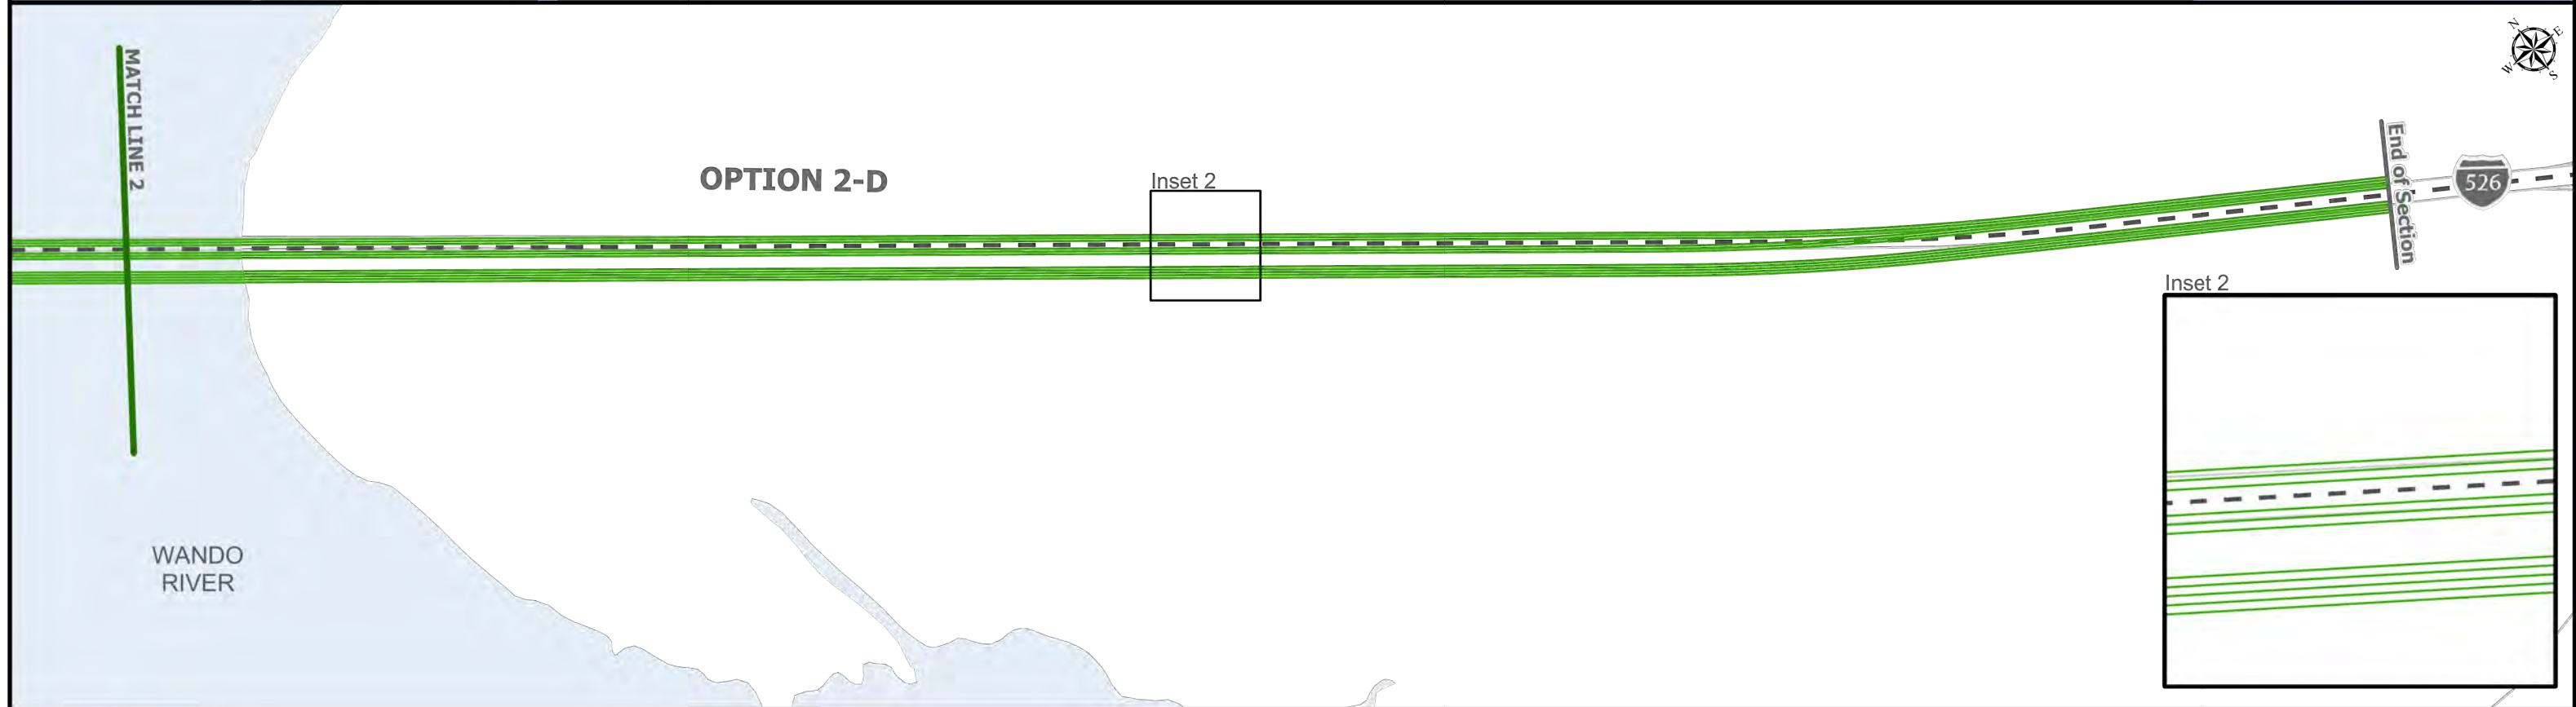 N
E
W
S
MATCH LINE 2
OPTION 2-D
Inset 2
End of Section
526
Inset 2
WANDO
RIVER